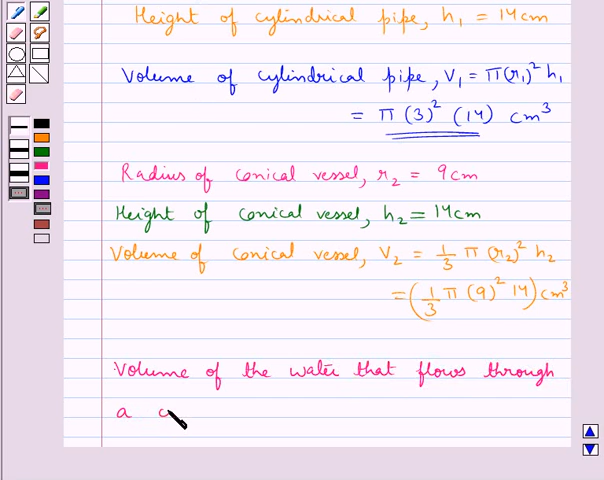 Height of cylindrical pipe, h₁ = 14cm
Volume of cylindrical pipe, V₁ = π(r₁)² h₁
= π (3)² (14) cm³
Radius of conical vessel, r₂ = 9cm
Height of conical vessel, h₂ = 14cm
Volume of conical vessel, V₂ = 1/3 π (r₂)² h₂
= (1/3 π (9)² 14) cm³
Volume of the water that flows through
a c